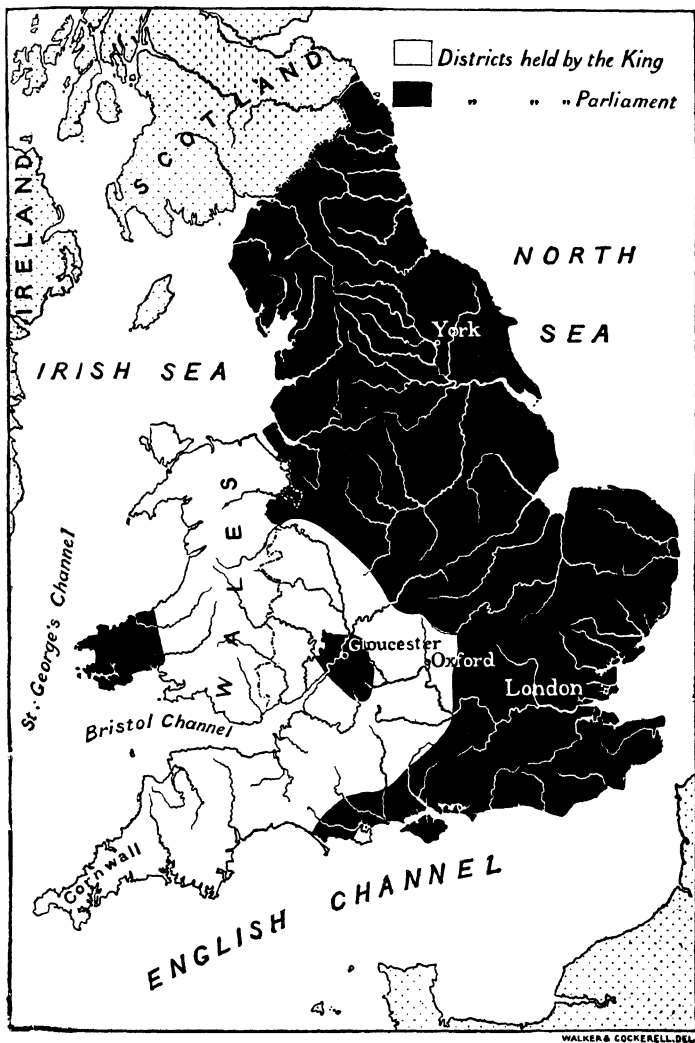 Districts held by the King
„ „ „ Parliament
SCOTLAND
IRELAND
NORTH
SEA
York
IRISH SEA
WALES
St. George's Channel
Gloucester
Oxford
London
Bristol Channel
Cornwall
ENGLISH CHANNEL
WALKER & COCKERELL.DEL